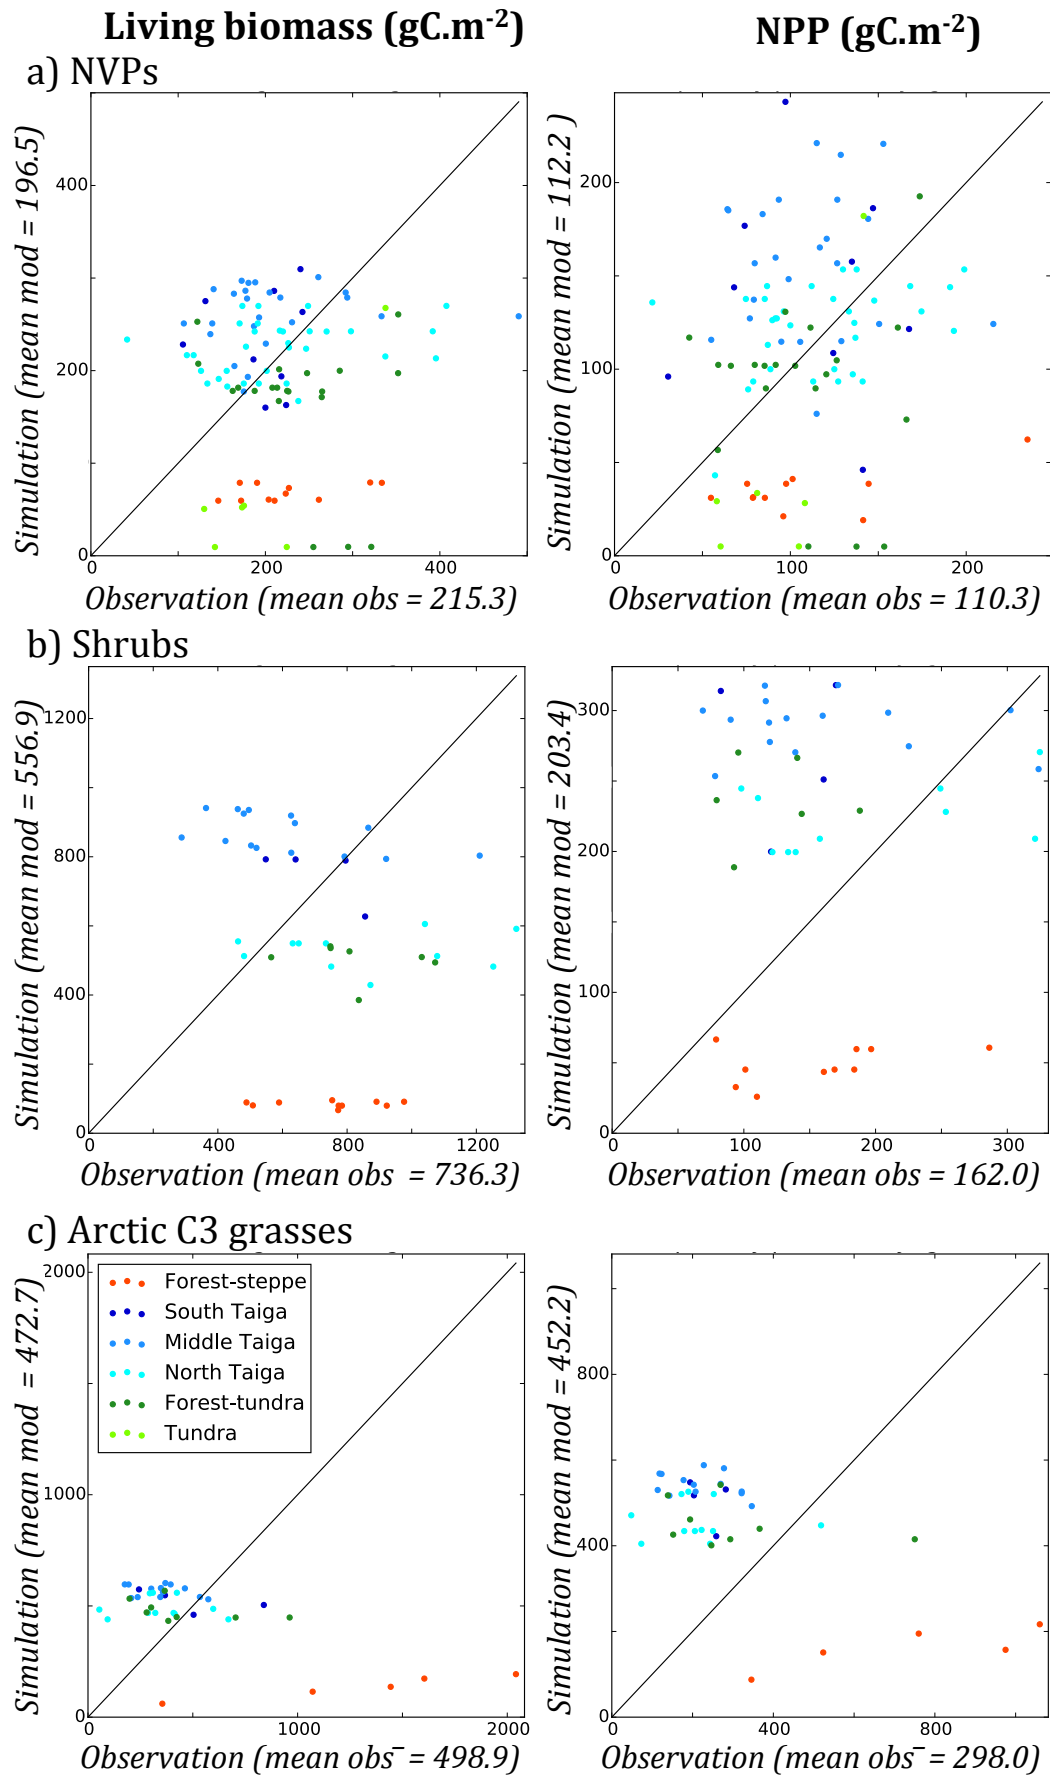 Living biomass (gC.m-2)
NPP (gC.m-2)
a) NVPs
Simulation (mean mod = 196.5)
400
200
0
0 200 400
Observation (mean obs = 215.3)
Simulation (mean mod = 112.2 )
200
100
0
0 100 200
Observation (mean obs = 110.3)
b) Shrubs
Simulation (mean mod = 556.9)
1200
800
400
0
0 400 800 1200
Observation (mean obs = 736.3)
Simulation (mean mod = 203.4)
300
200
100
0
0 100 200 300
Observation (mean obs = 162.0)
c) Arctic C3 grasses
Simulation (mean mod = 472.7)
2000
1000
0
Forest-steppe
South Taiga
Middle Taiga
North Taiga
Forest-tundra
Tundra
0 1000 2000
Observation (mean obs = 498.9)
Simulation (mean mod = 452.2)
800
400
0
0 400 800
Observation (mean obs = 298.0)